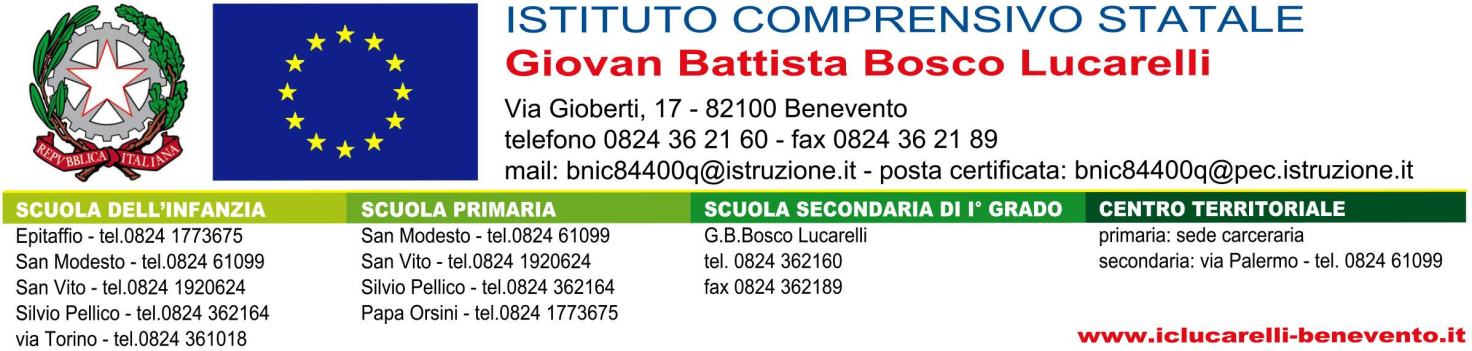 REPVBBLICA ITALIANA
ISTITUTO COMPRENSIVO STATALE
Giovan Battista Bosco Lucarelli
Via Gioberti, 17 - 82100 Benevento
telefono 0824 36 21 60 - fax 0824 36 21 89
mail: bnic84400q@istruzione.it - posta certificata: bnic84400q@pec.istruzione.it
SCUOLA DELL'INFANZIA
Epitaffio - tel.0824 1773675
San Modesto - tel.0824 61099
San Vito - tel.0824 1920624
Silvio Pellico - tel.0824 362164
via Torino - tel.0824 361018
SCUOLA PRIMARIA
San Modesto - tel.0824 61099
San Vito - tel.0824 1920624
Silvio Pellico - tel.0824 362164
Papa Orsini - tel.0824 1773675
SCUOLA SECONDARIA DI I° GRADO
G.B.Bosco Lucarelli
tel. 0824 362160
fax 0824 362189
CENTRO TERRITORIALE
primaria: sede carceraria
secondaria: via Palermo - tel. 0824 61099
www.iclucarelli-benevento.it